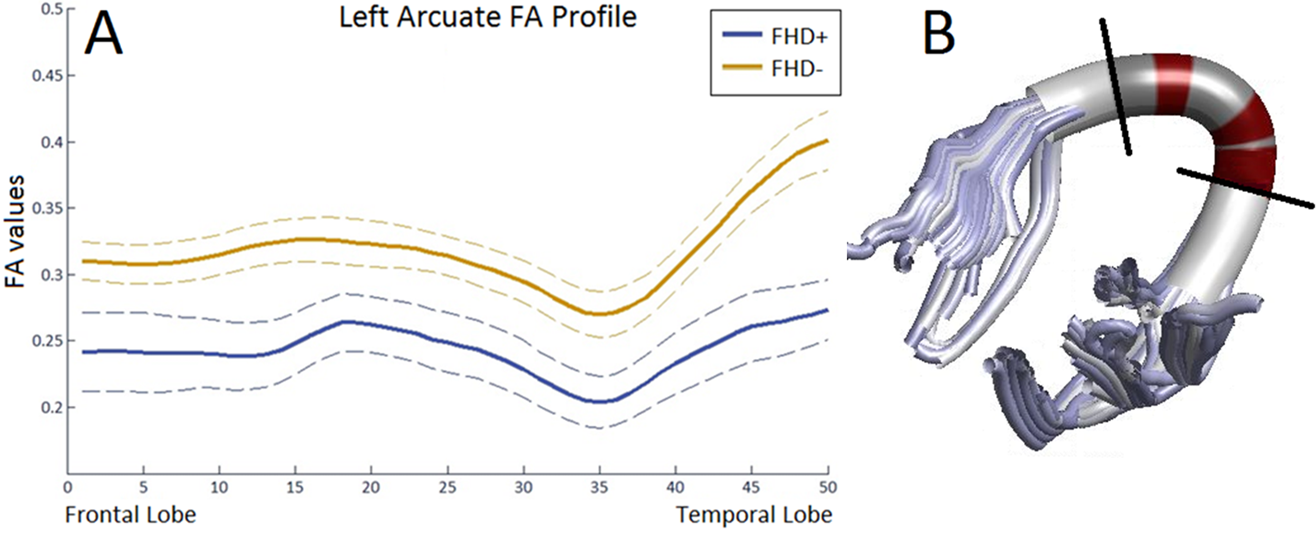 A
Left Arcuate FA Profile
FHD+
FHD-
B
FA values
0.5
0.45
0.4
0.35
0.3
0.25
0.2
0 5 10 15 20 25 30 35 40 45 50
Frontal Lobe Temporal Lobe